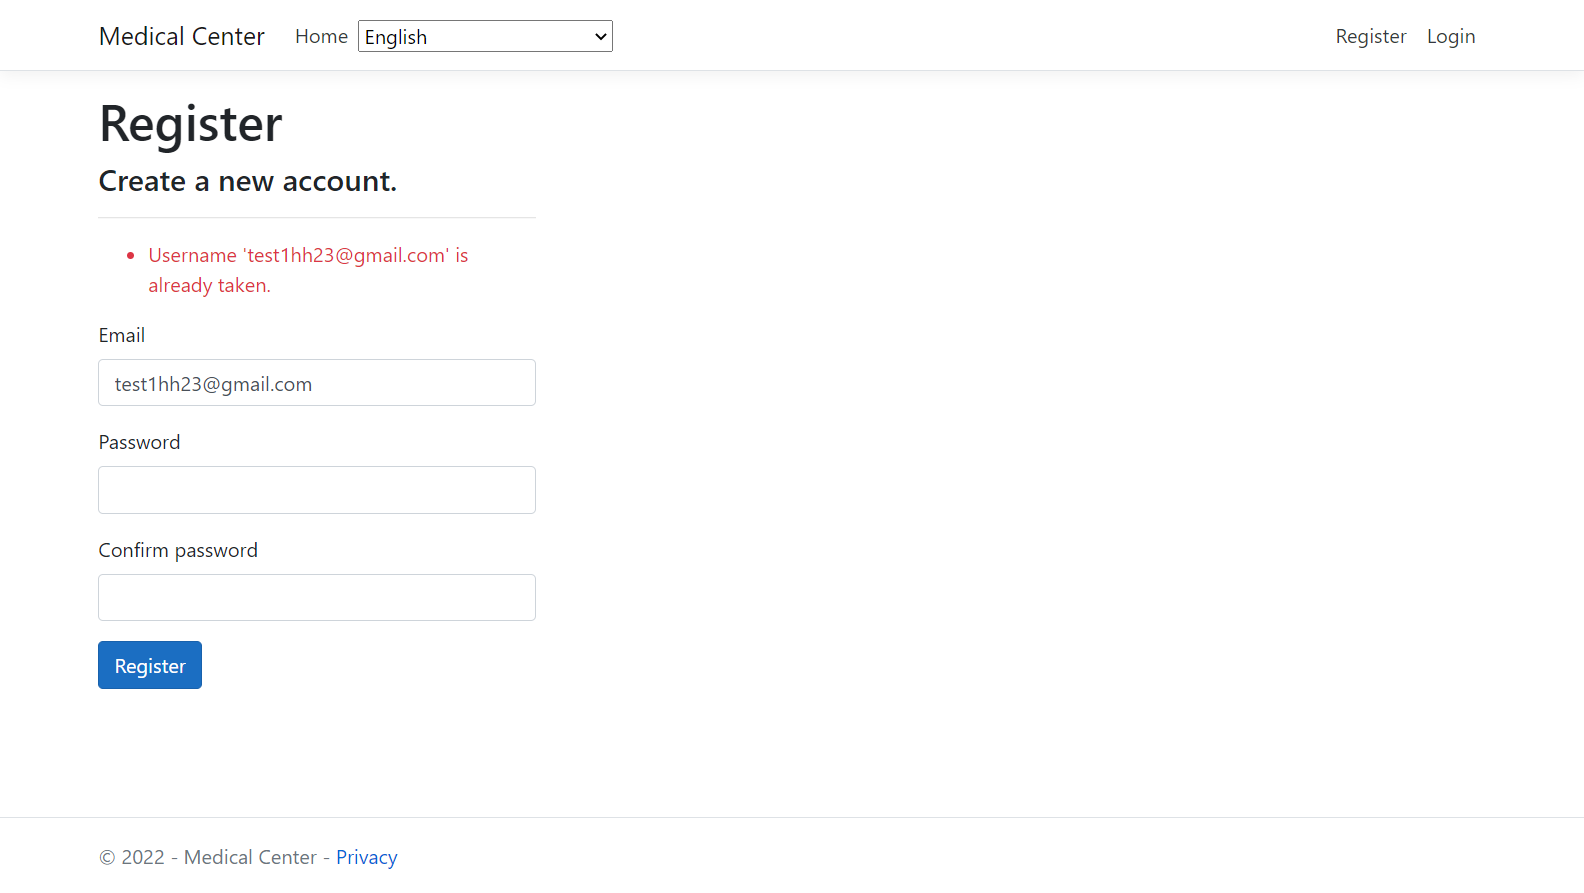 Medical Center Home English Register Login
Register
Create a new account.
Username 'test1hh23@gmail.com' is
already taken.
Email
test1hh23@gmail.com
Password
Confirm password
Register
© 2022 - Medical Center - Privacy